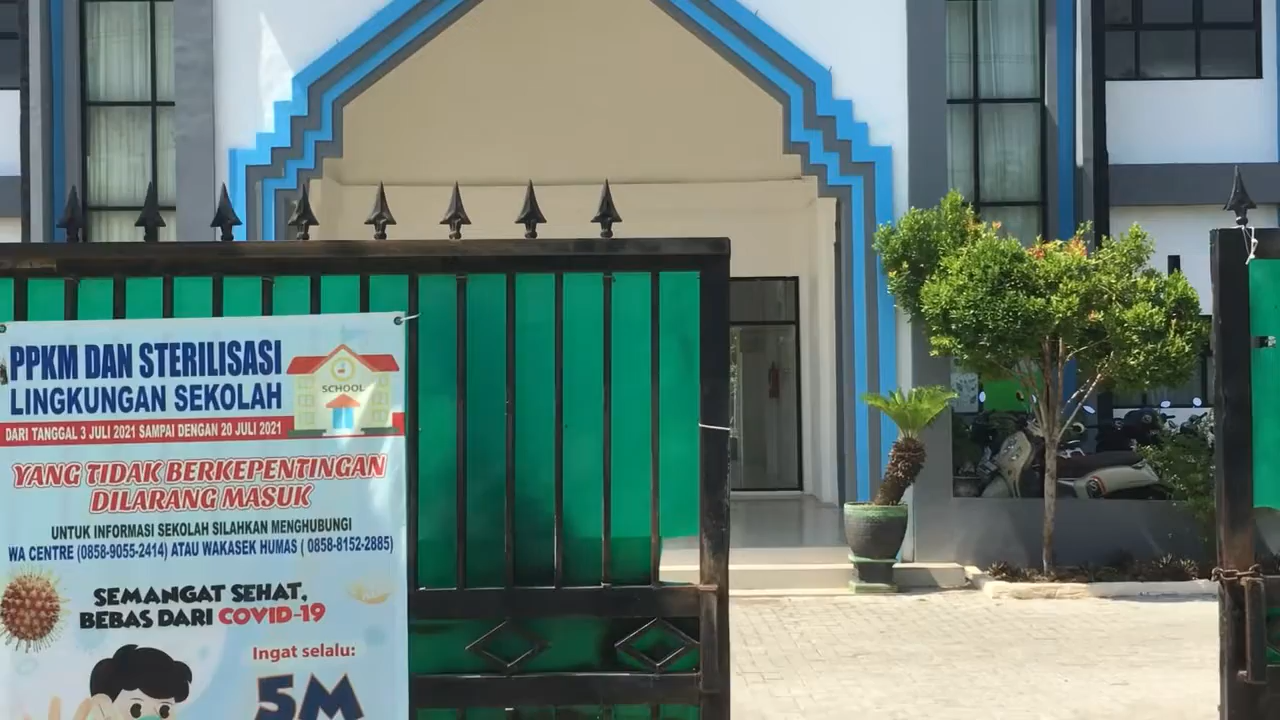 PPKM DAN STERILISASI
LINGKUNGAN SEKOLAH
SCHOOL
DARI TANGGAL 3 JULI 2021 SAMPAI DENGAN 20 JULI 2021
YANG TIDAK BERKEPENTINGAN
DILARANG MASUK
UNTUK INFORMASI SEKOLAH SILAHKAN MENGHUBUNGI
WA CENTRE (0858-9055-2414) ATAU WAKASEK HUMAS ( 0858-8152-2885)
SEMANGAT SEHAT,
BEBAS DARI COVID-19
Ingat selalu:
5M